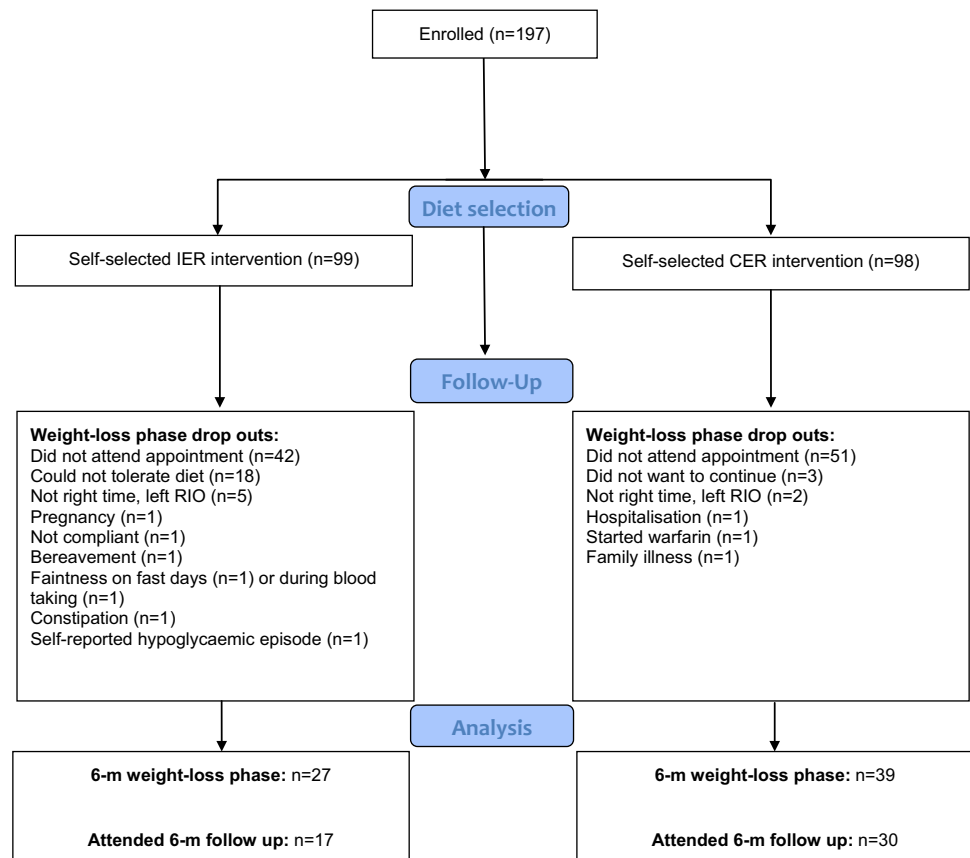 Enrolled (n=197)
Diet selection
Self-selected IER intervention (n=99)
Self-selected CER intervention (n=98)
Follow-Up
Weight-loss phase drop outs:
Did not attend appointment (n=42)
Could not tolerate diet (n=18)
Not right time, left RIO (n=5)
Pregnancy (n=1)
Not compliant (n=1)
Bereavement (n=1)
Faintness on fast days (n=1) or during blood
taking (n=1)
Constipation (n=1)
Self-reported hypoglycaemic episode (n=1)
Weight-loss phase drop outs:
Did not attend appointment (n=51)
Did not want to continue (n=3)
Not right time, left RIO (n=2)
Hospitalisation (n=1)
Started warfarin (n=1)
Family illness (n=1)
Analysis
6-m weight-loss phase: n=27
Attended 6-m follow up: n=17
6-m weight-loss phase: n=39
Attended 6-m follow up: n=30